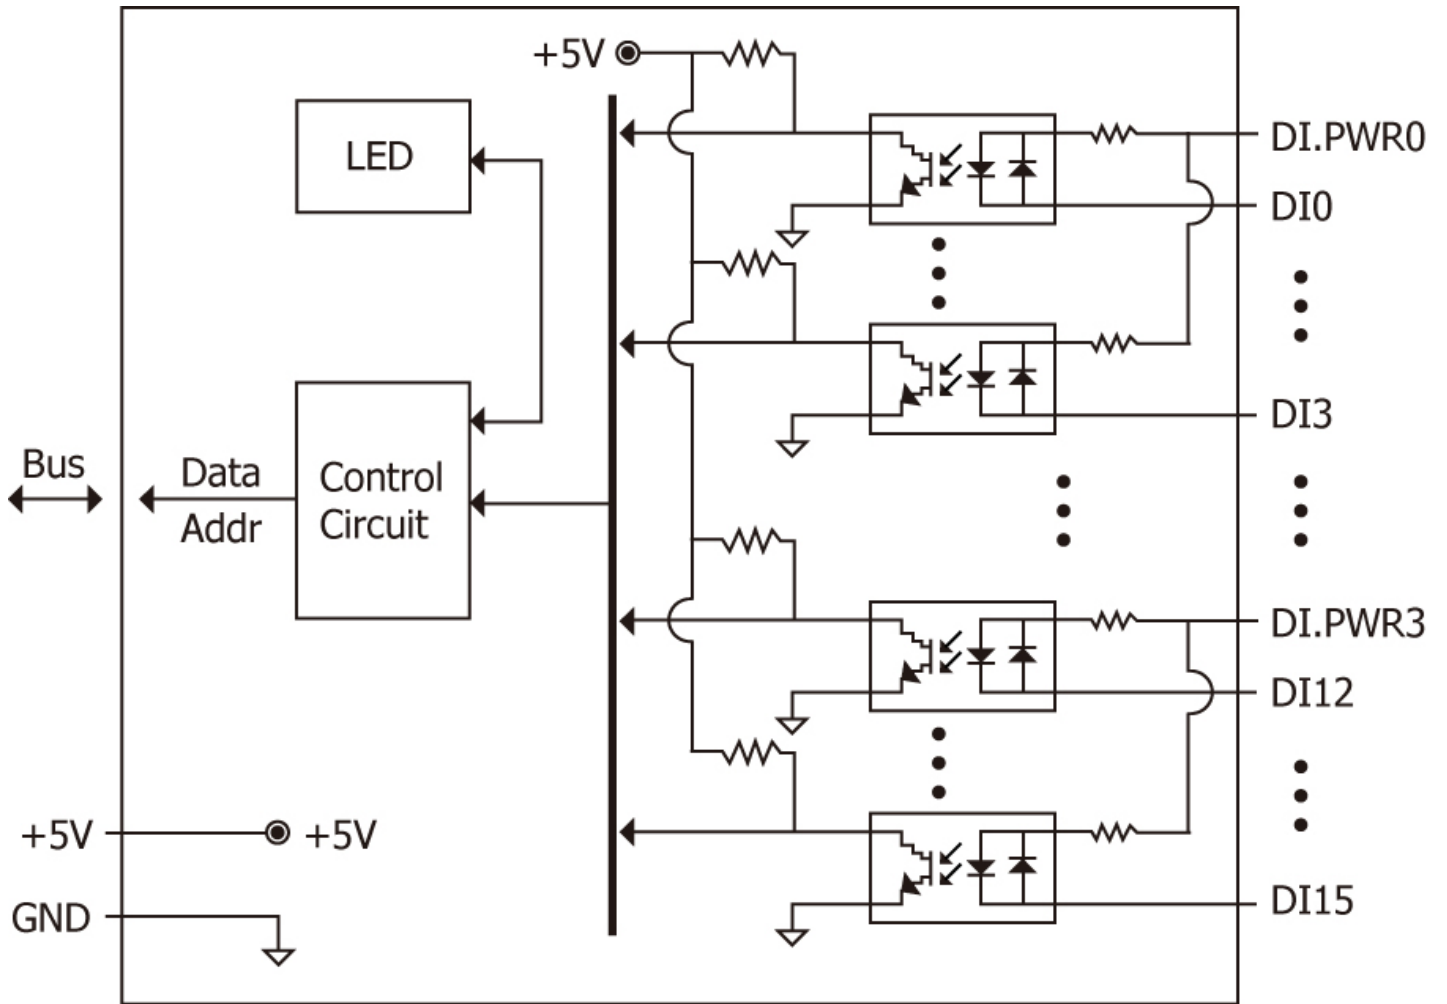 +5V
LED
DI.PWR0
DI0
DI3
Bus
Data
Addr
Control
Circuit
DI.PWR3
DI12
+5V
+5V
DI15
GND